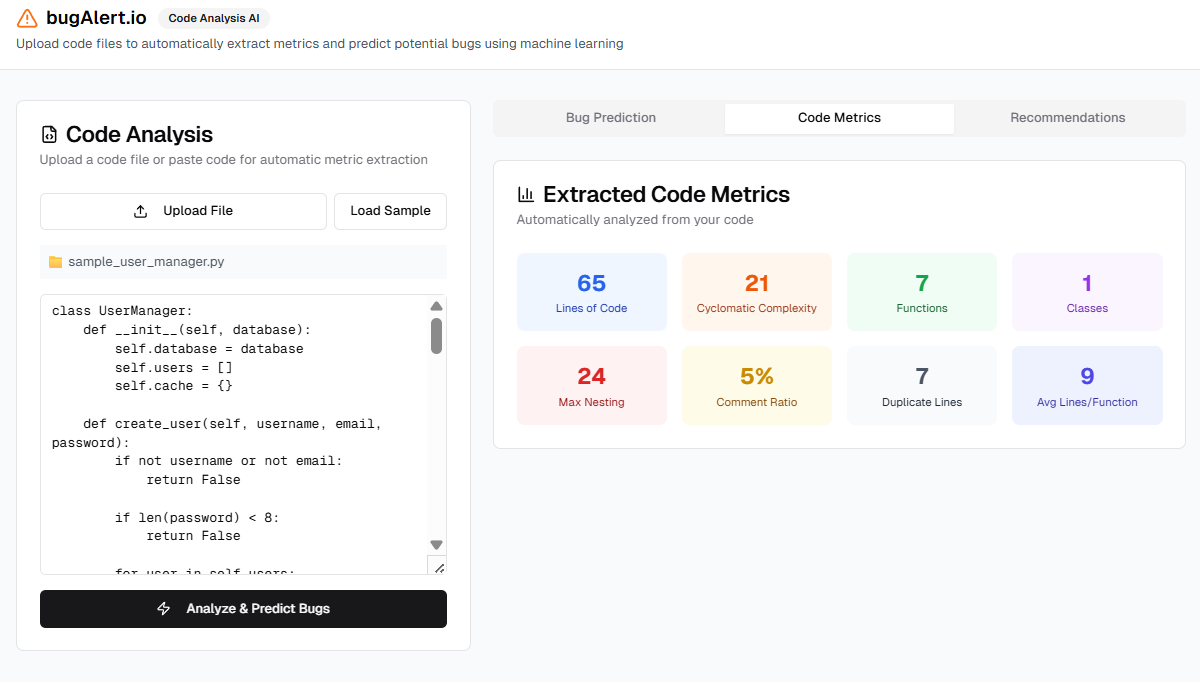 bugAlert.io Code Analysis AI
Upload code files to automatically extract metrics and predict potential bugs using machine learning
Code Analysis
Upload a code file or paste code for automatic metric extraction
Upload File Load Sample
sample_user_manager.py
class UserManager:
    def __init__(self, database):
        self.database = database
        self.users = []
        self.cache = {}
    def create_user(self, username, email,
password):
        if not username or not email:
            return False
        if len(password) < 8:
            return False
        for user in self.users:
Analyze & Predict Bugs
Bug Prediction Code Metrics Recommendations
Extracted Code Metrics
Automatically analyzed from your code
65 21 7 1
Lines of Code Cyclomatic Complexity Functions Classes
24 5% 7 9
Max Nesting Comment Ratio Duplicate Lines Avg Lines/Function